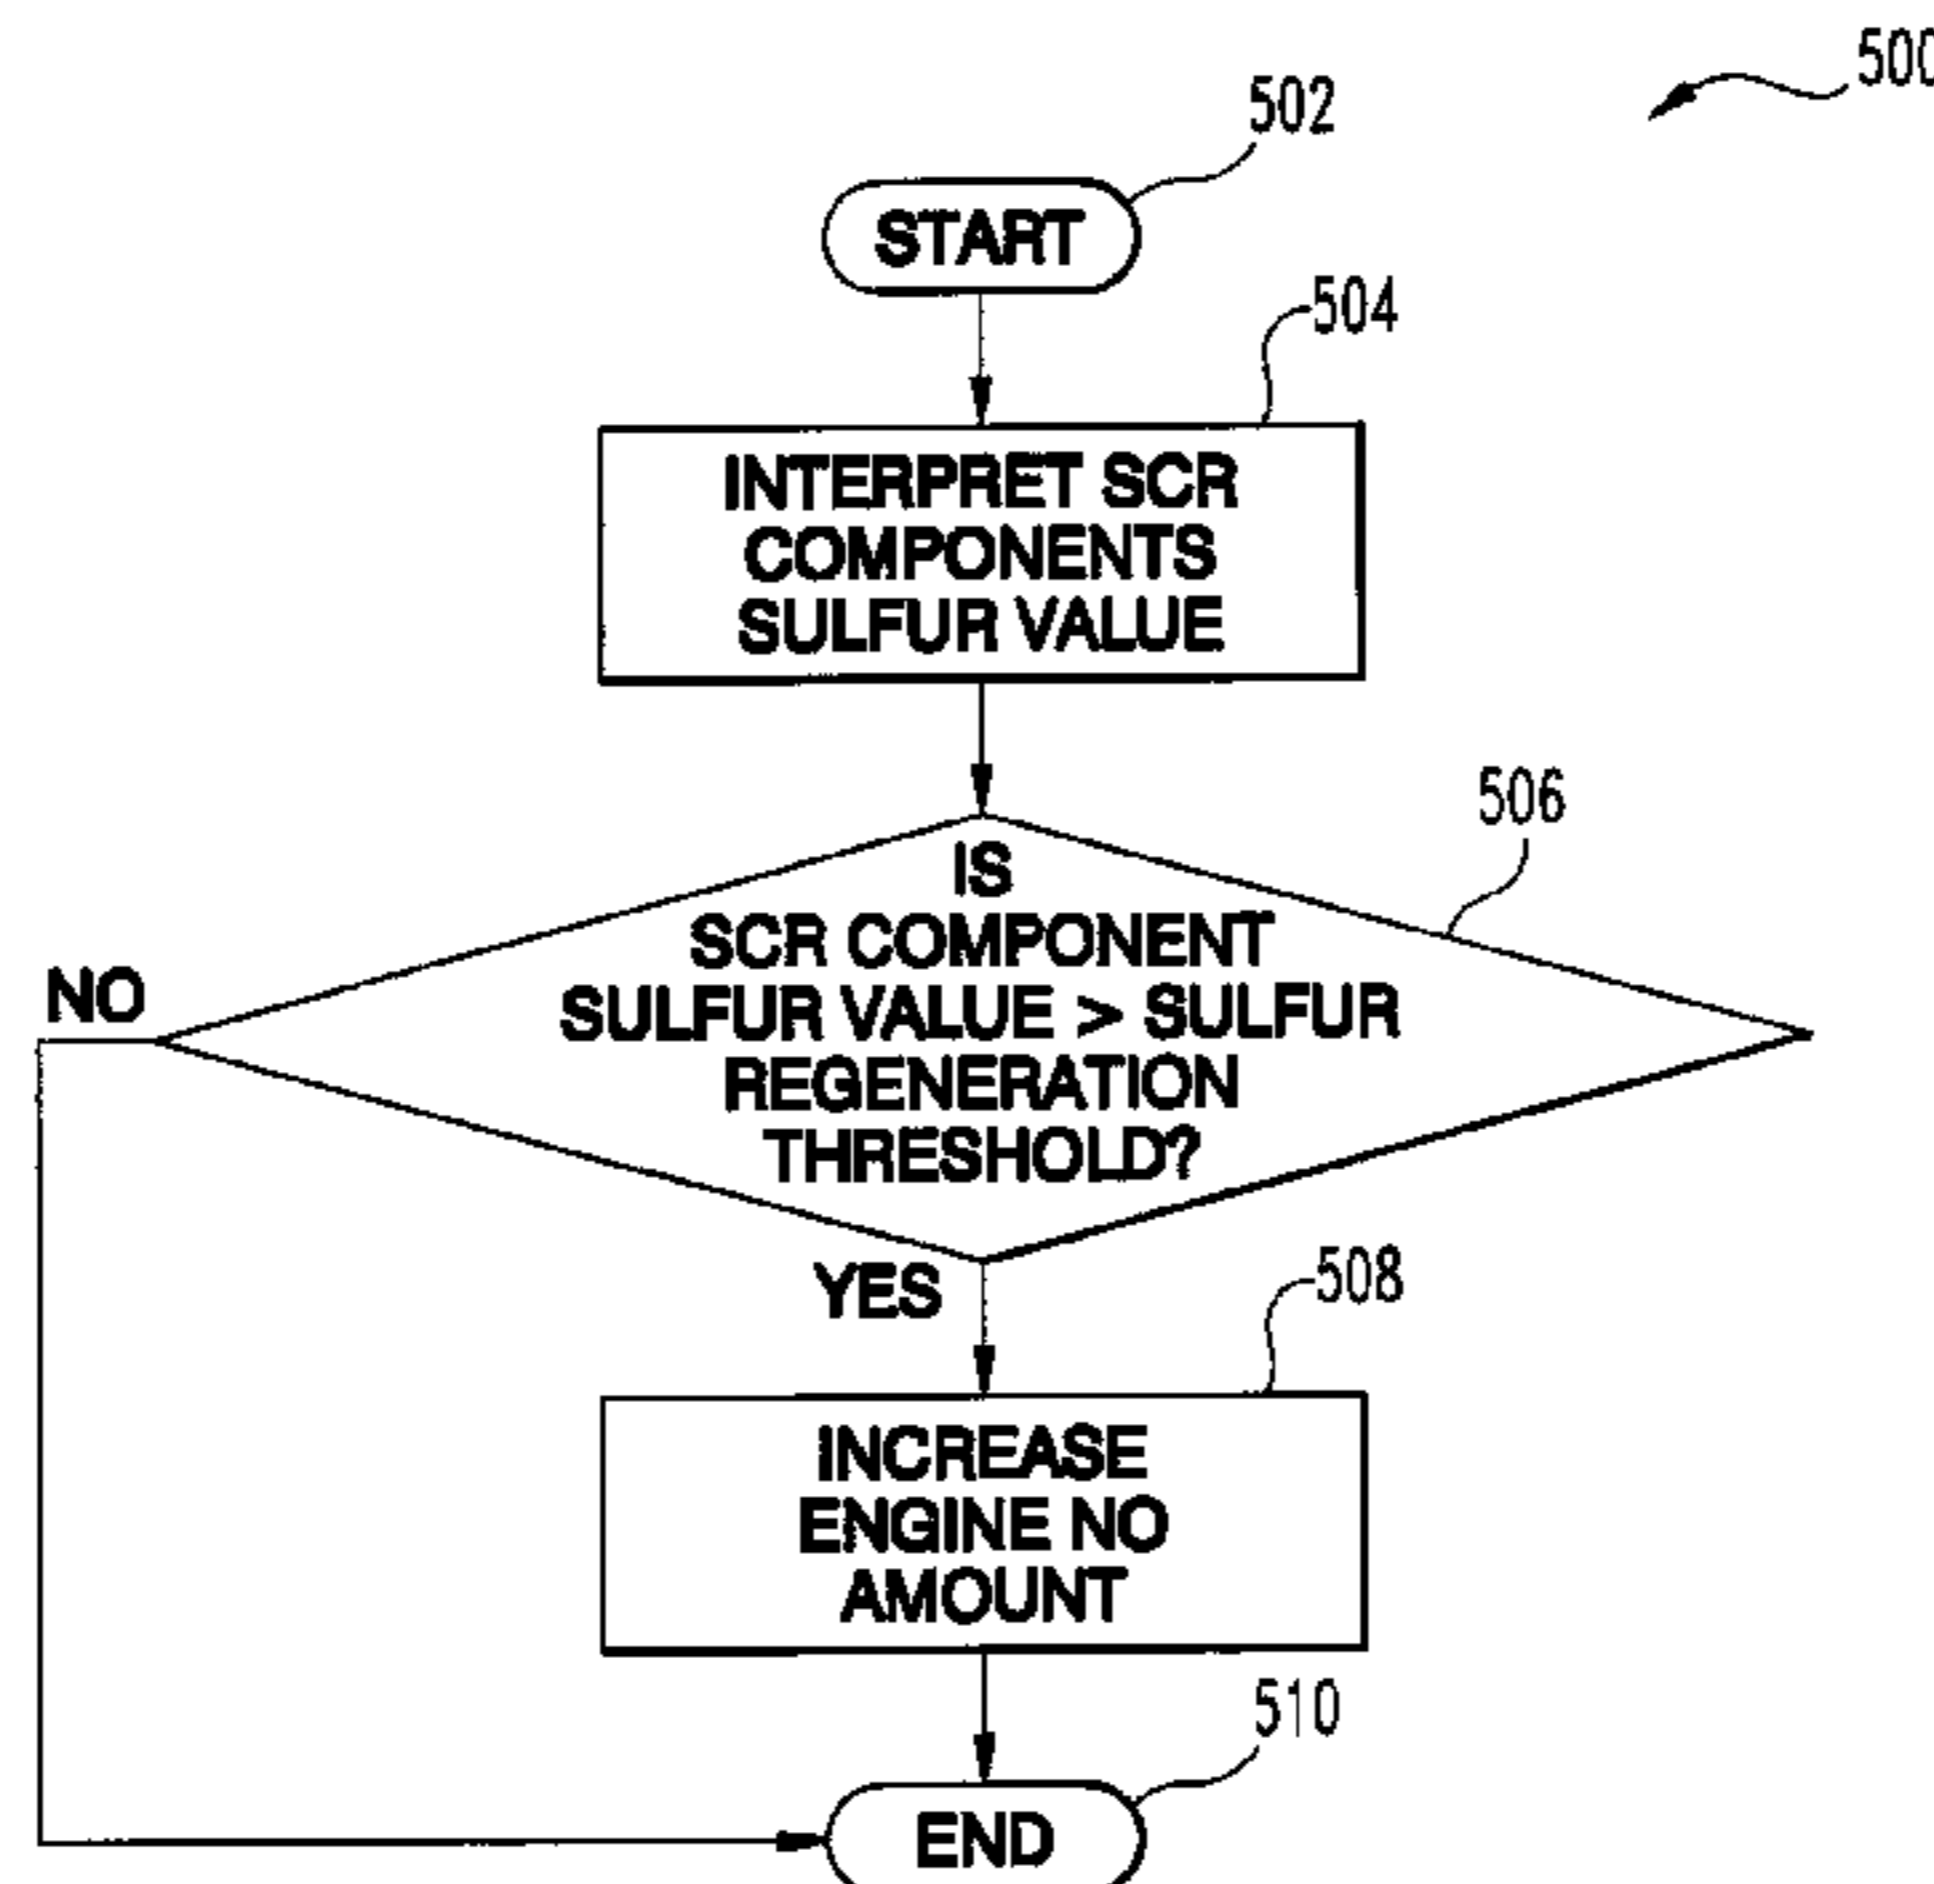 500
502
START
504
INTERPRET SCR
COMPONENTS
SULFUR VALUE
506
IS
SCR COMPONENT
SULFUR VALUE > SULFUR
REGENERATION
THRESHOLD?
NO
YES
508
INCREASE
ENGINE NO
AMOUNT
510
END